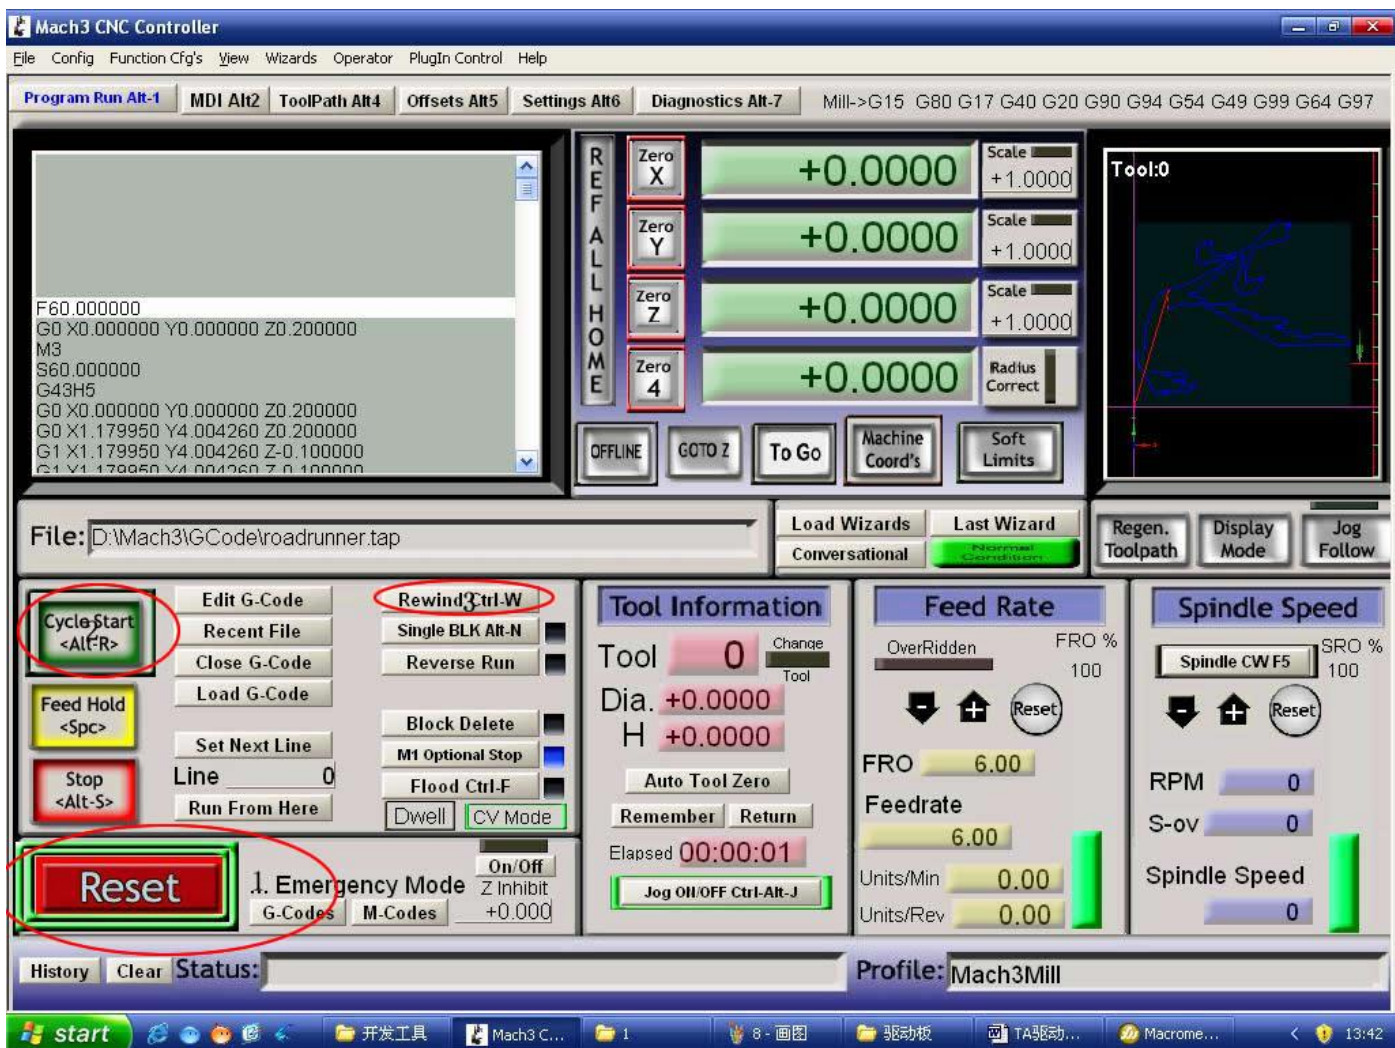 Mach3 CNC Controller
File Config Function Cfg's View Wizards Operator PlugIn Control Help
Program Run Alt-1 MDI Alt2 ToolPath Alt4 Offsets Alt5 Settings Alt6 Diagnostics Alt-7 Mill->G15 G80 G17 G40 G20 G90 G94 G54 G49 G99 G64 G97
F60.000000
G0 X0.000000 Y0.000000 Z0.200000
M3
S60.000000
G43H5
G0 X0.000000 Y0.000000 Z0.200000
G0 X1.179950 Y4.004260 Z0.200000
G1 X1.179950 Y4.004260 Z-0.100000
G1 X1.179950 Y4.004260 Z-0.100000
REF ALL HOME
Zero X +0.0000 Scale +1.0000
Zero Y +0.0000 Scale +1.0000
Zero Z +0.0000 Scale +1.0000
Zero 4 +0.0000 Radius Correct
OFFLINE GOTO Z To Go Machine Coord's Soft Limits
Tool:0
File: D:\Mach3\GCode\roadrunner.tap
Load Wizards Last Wizard
Conversational Normal Condition
Regen. Toolpath Display Mode Jog Follow
Cycle Start <Alt-R> 2
Feed Hold <Spc>
Stop <Alt-S>
Edit G-Code
Recent File
Close G-Code
Load G-Code
Set Next Line
Line 0
Run From Here
Rewind 3 Ctrl-W
Single BLK Alt-N
Reverse Run
Block Delete
M1 Optional Stop
Flood Ctrl-F
Dwell CV Mode
Reset 1. Emergency Mode
G-Codes M-Codes
On/Off
Z Inhibit
+0.000
Tool Information
Tool 0 Change Tool
Dia. +0.0000
H +0.0000
Auto Tool Zero
Remember Return
Elapsed 00:00:01
Jog ON/OFF Ctrl-Alt-J
Feed Rate
OverRidden FRO % 100
Reset
FRO 6.00
Feedrate
6.00
Units/Min 0.00
Units/Rev 0.00
Spindle Speed
Spindle CW F5 SRO % 100
Reset
RPM 0
S-ov 0
Spindle Speed
0
History Clear Status: Profile: Mach3Mill
start 开发工具 Mach3 C... 1 8 - 画图 驱动板 TA驱动... Macrome... 13:42